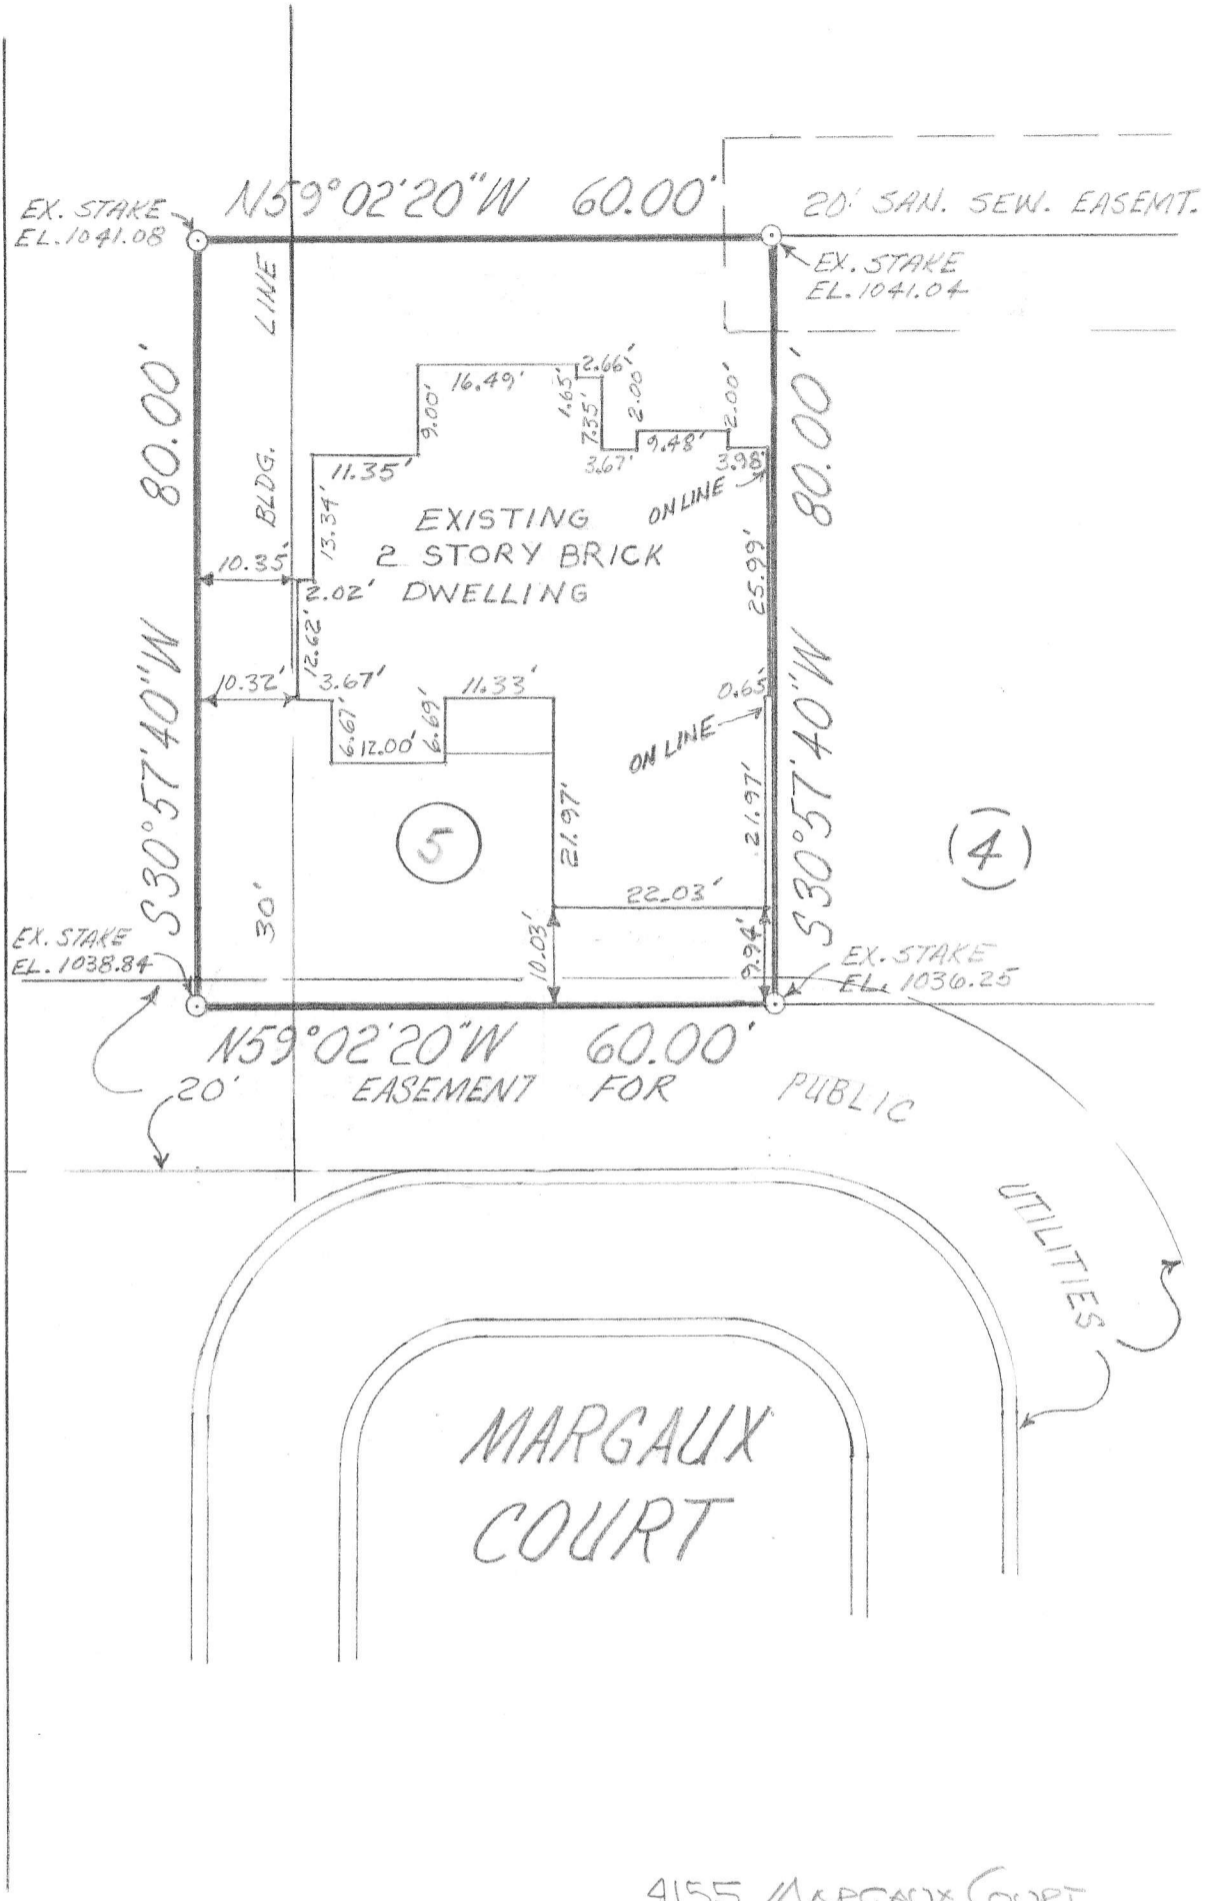 N59°02'20"W 60.00'
20' SAN. SEW. EASEMT.
EX. STAKE
EL. 1041.08
EX. STAKE
EL. 1041.04
BLDG. LINE
80.00'
80.00'
16.49'
2.66'
1.65'
7.35'
2.00'
2.00'
9.00'
9.48'
3.67'
3.98'
11.35'
ON LINE
13.34'
EXISTING
2 STORY BRICK
DWELLING
25.99'
10.35'
2.02'
12.62'
10.32'
3.67'
11.33'
0.65'
6.67'
12.00'
6.69'
ON LINE
S30°57'40"W
S30°57'40"W
5
21.97'
21.97'
4
22.03'
30'
10.03'
9.94'
EX. STAKE
EL. 1038.84
EX. STAKE
EL. 1036.25
N59°02'20"W 60.00'
20' EASEMENT FOR PUBLIC UTILITIES
MARGAUX
COURT
4155 MARGAUX COURT